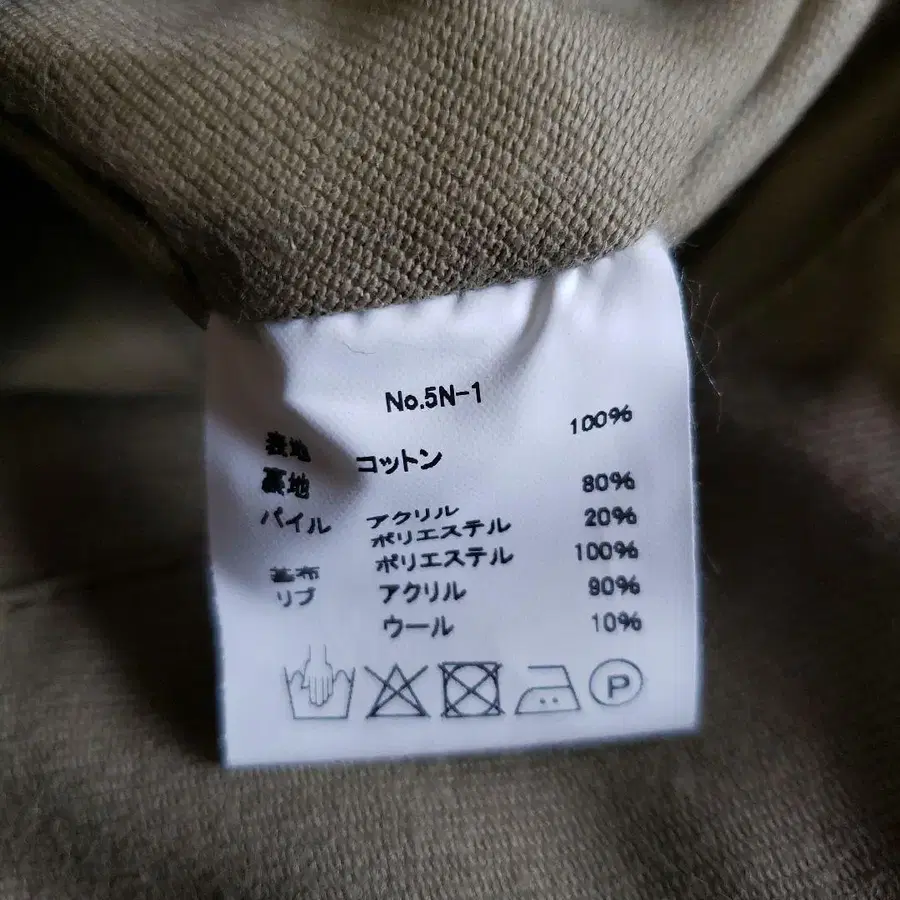 No.5N-1
表地 コットン 100%
裏地
パイル アクリル 80%
ポリエステル 20%
基布 ポリエステル 100%
リブ アクリル 90%
ウール 10%
P